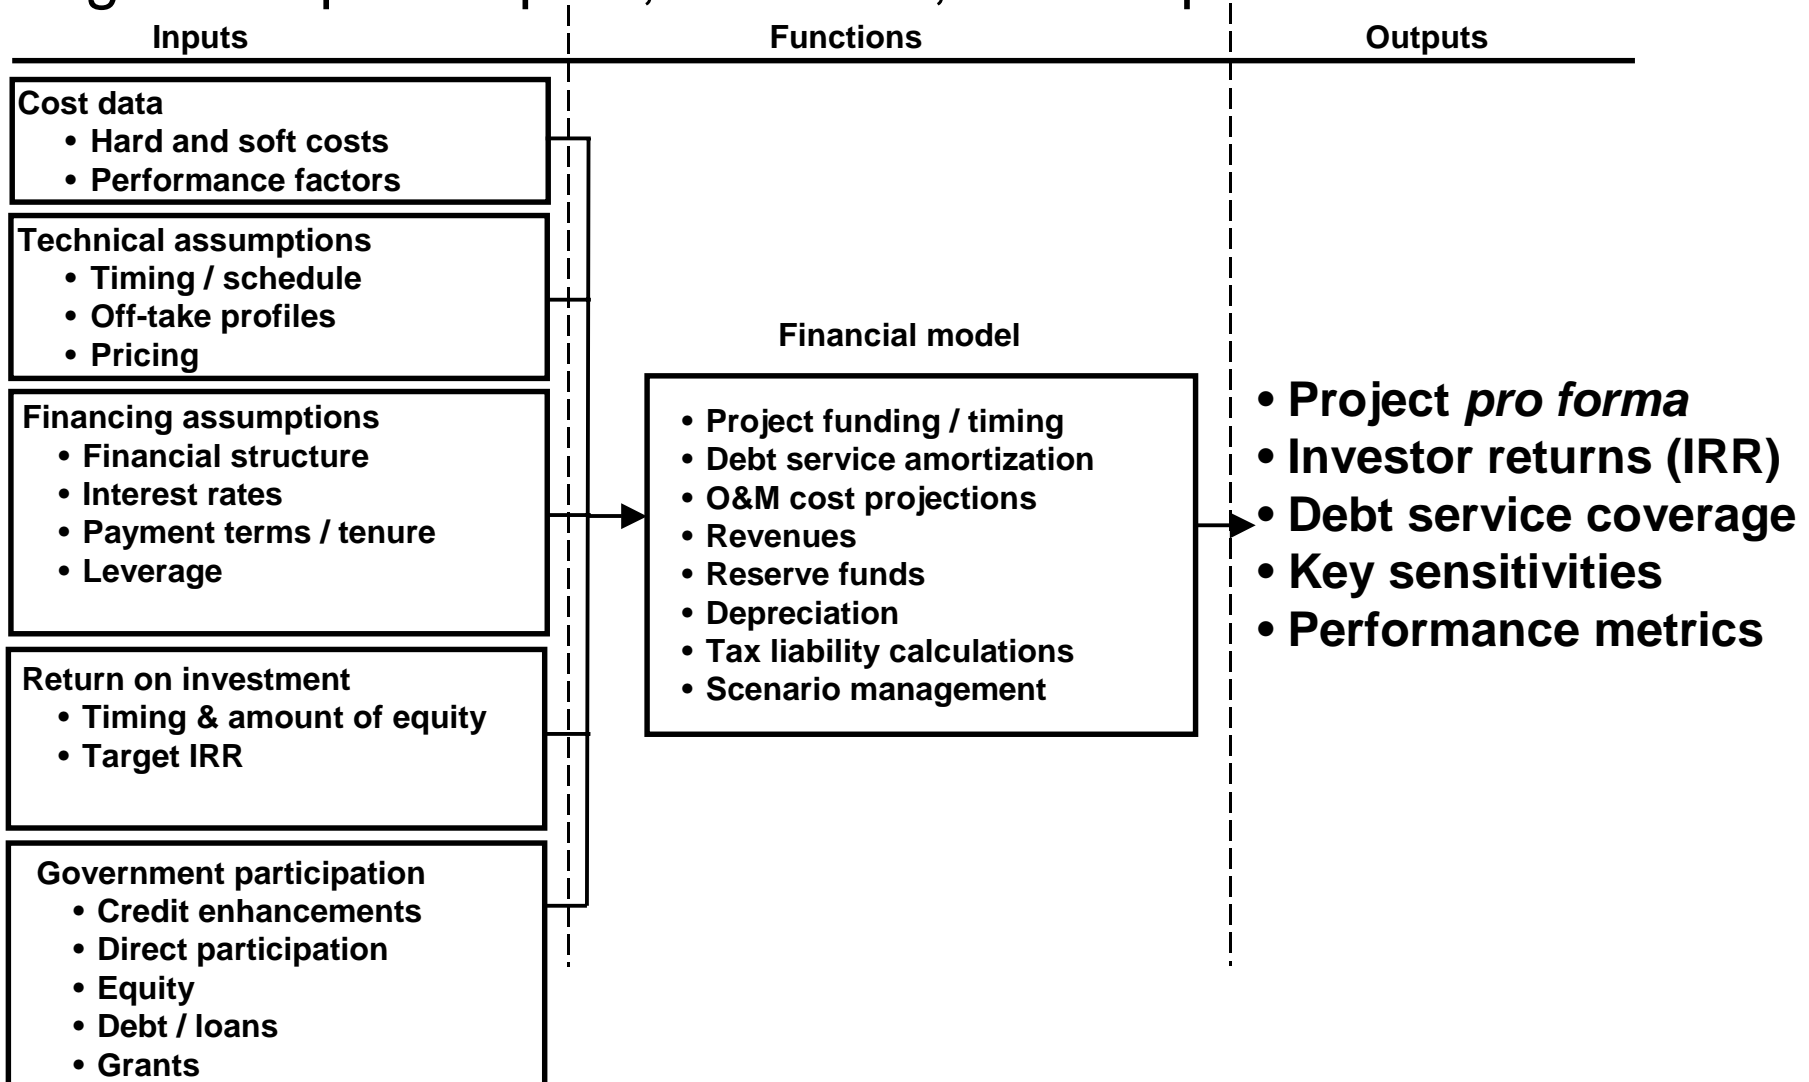 Inputs
Functions
Outputs
Cost data
• Hard and soft costs
• Performance factors
Technical assumptions
• Timing / schedule
• Off-take profiles
• Pricing
Financing assumptions
• Financial structure
• Interest rates
• Payment terms / tenure
• Leverage
Return on investment
• Timing & amount of equity
• Target IRR
Government participation
• Credit enhancements
• Direct participation
• Equity
• Debt / loans
• Grants
Financial model
• Project funding / timing
• Debt service amortization
• O&M cost projections
• Revenues
• Reserve funds
• Depreciation
• Tax liability calculations
• Scenario management
• Project pro forma
• Investor returns (IRR)
• Debt service coverage
• Key sensitivities
• Performance metrics